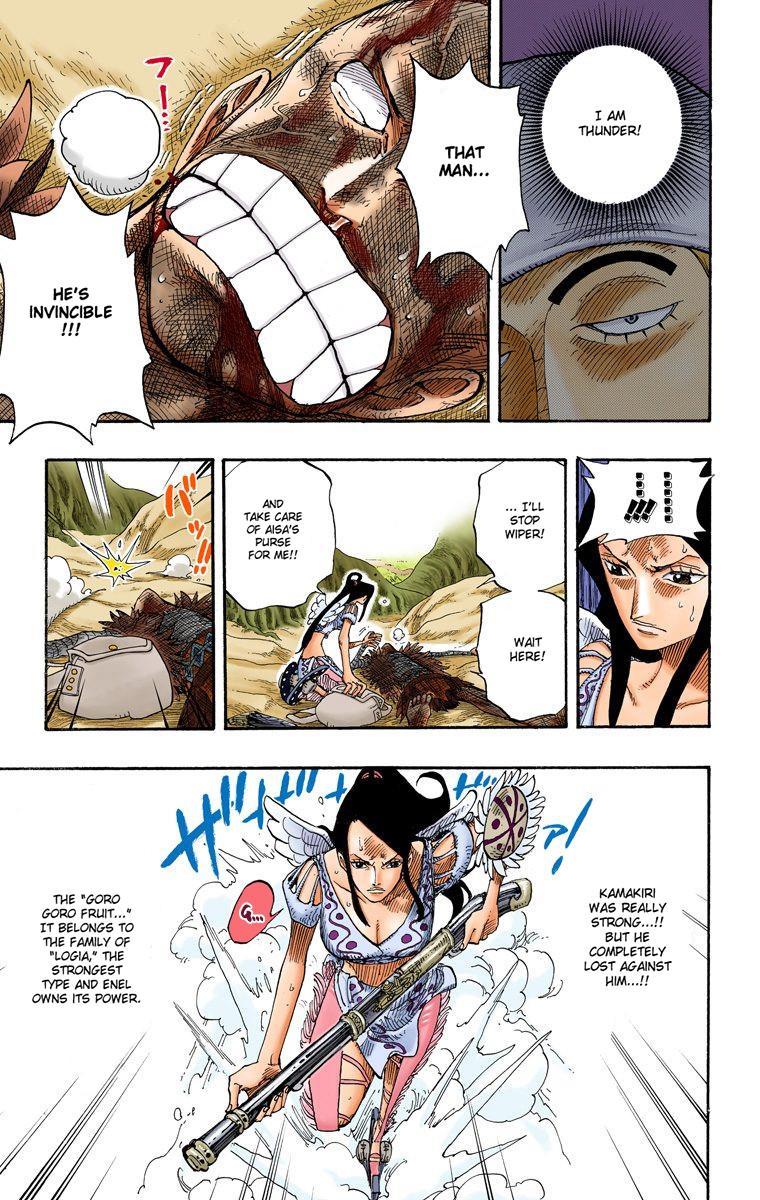 I AM
THUNDER!
THAT
MAN...
フー...
HE'S
INVINCIBLE
!!!
......!!!
... I'LL
STOP
WIPER!
WAIT
HERE!
AND
TAKE CARE
OF AISA'S
PURSE
FOR ME!!
バッ!!
ザザザ
ア!
KAMAKIRI
WAS REALLY
STRONG...!!
BUT HE
COMPLETELY
LOST AGAINST
HIM...!!
G...
THE "GORO
GORO FRUIT..."
IT BELONGS TO
THE FAMILY OF
"LOGIA," THE
STRONGEST
TYPE AND ENEL
OWNS ITS POWER.